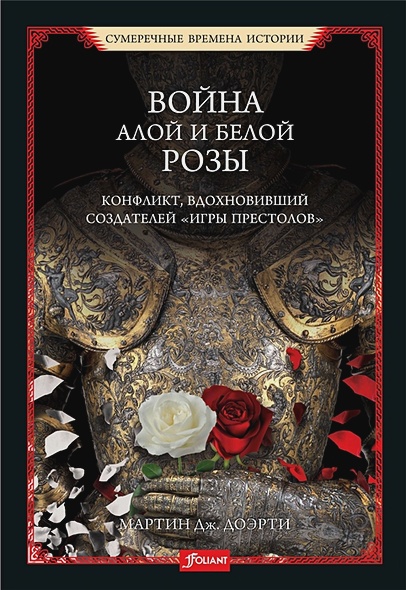 СУМЕРЕЧНЫЕ ВРЕМЕНА ИСТОРИИ
ВОЙНА
АЛОЙ И БЕЛОЙ
РОЗЫ
КОНФЛИКТ, ВДОХНОВИВШИЙ
СОЗДАТЕЛЕЙ «ИГРЫ ПРЕСТОЛОВ»
МАРТИН Дж. ДОЭРТИ
FOLIANT